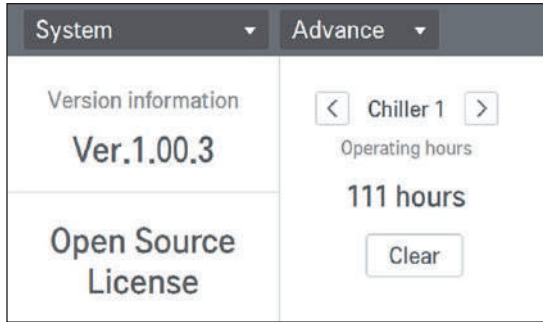 System
Advance
Version information
Ver.1.00.3
Open Source
License
Chiller 1
Operating hours
111 hours
Clear